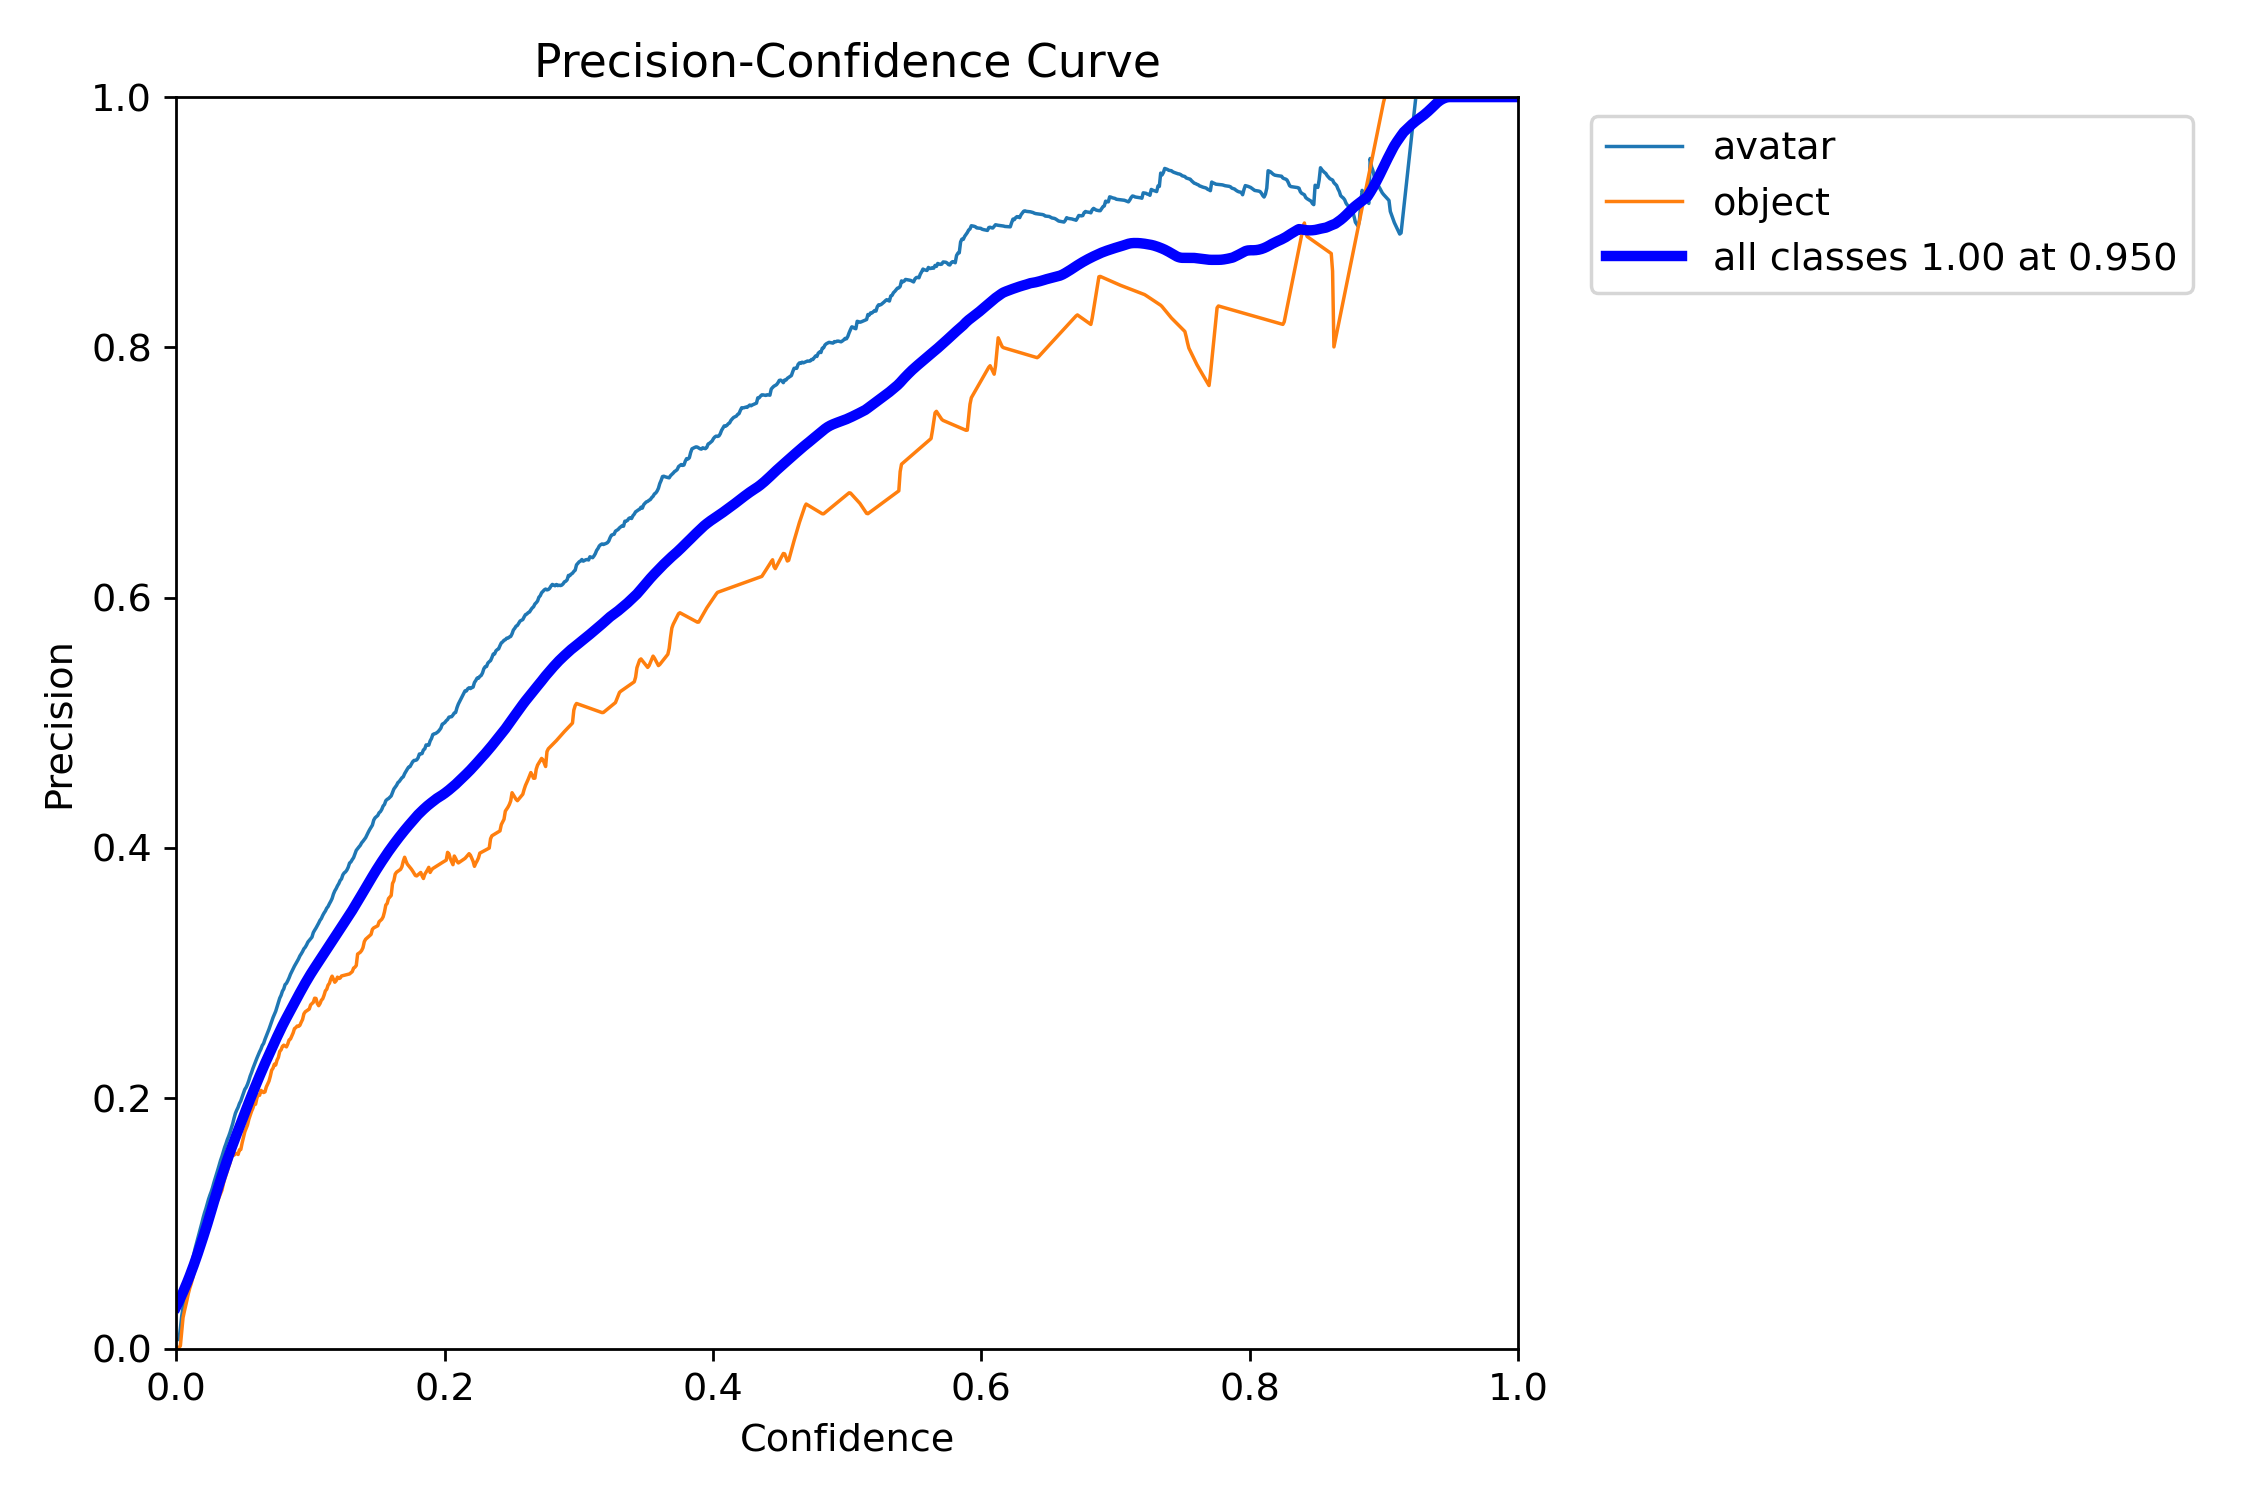 Precision-Confidence Curve
1.0
0.8
0.6
0.4
0.2
0.0
Precision
0.0 0.2 0.4 0.6 0.8 1.0
Confidence
avatar
object
all classes 1.00 at 0.950